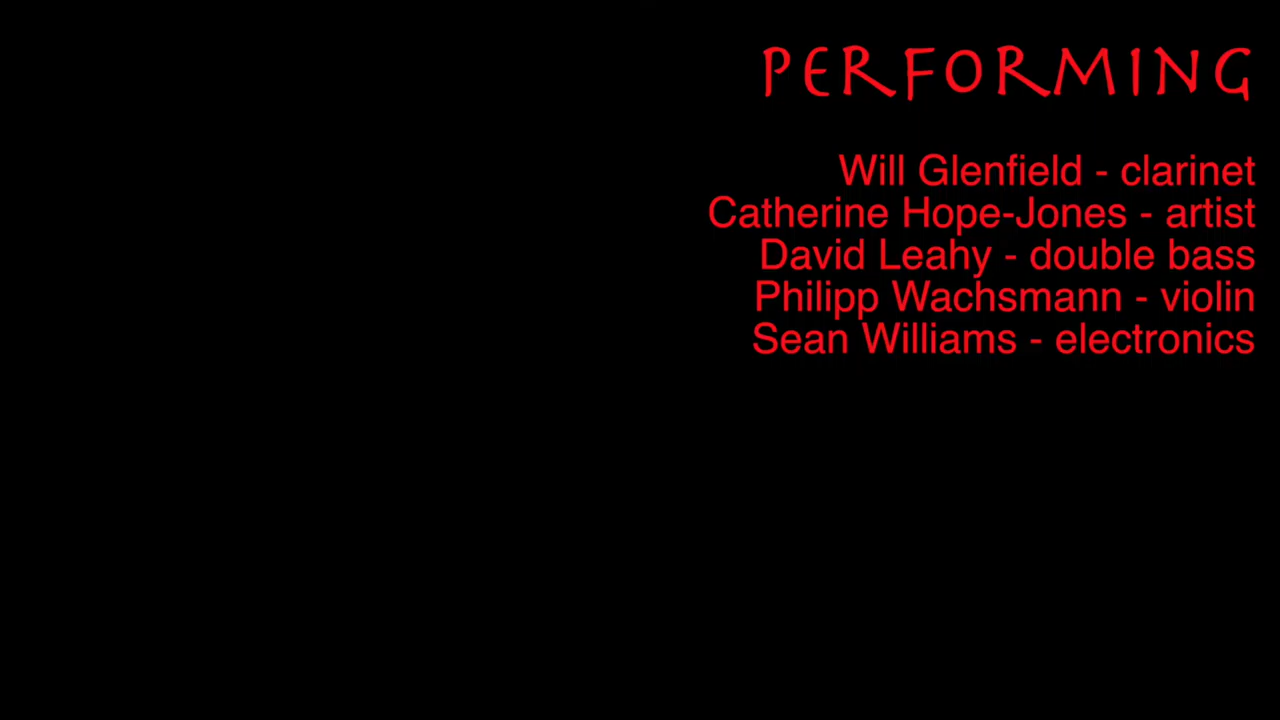 PERFORMING
Will Glenfield - clarinet
Catherine Hope-Jones - artist
David Leahy - double bass
Philipp Wachsmann - violin
Sean Williams - electronics